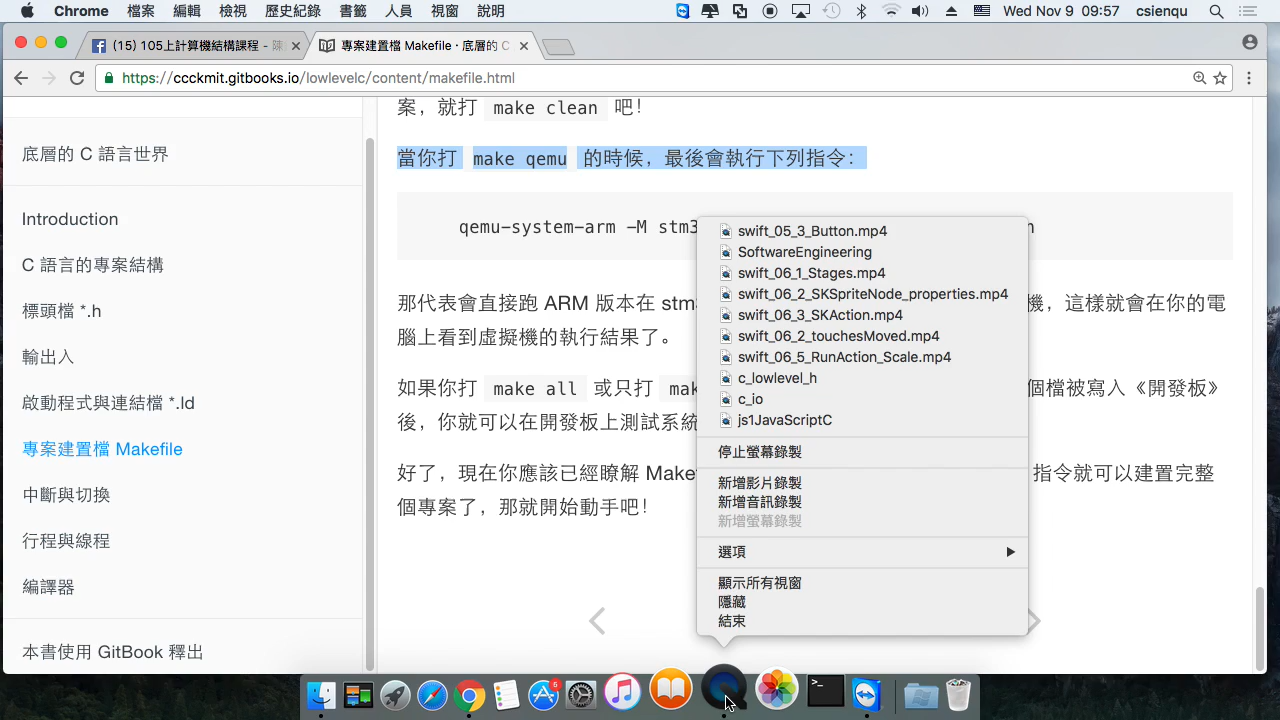 Chrome 檔案 編輯 檢視 歷史紀錄 書籤 人員 視窗 說明 Wed Nov 9 09:57 csienqu
(15) 105上計算機結構課程 - 陳
專案建置檔 Makefile · 底層的 C
https://ccckmit.gitbooks.io/lowlevelc/content/makefile.html
底層的 C 語言世界
Introduction
C 語言的專案結構
標頭檔 *.h
輸出入
啟動程式與連結檔 *.ld
專案建置檔 Makefile
中斷與切換
行程與線程
編譯器
本書使用 GitBook 釋出
案，就打 make clean 吧！
當你打 make qemu 的時候，最後會執行下列指令：
qemu-system-arm -M stm3
那代表會直接跑 ARM 版本在 stm 機，這樣就會在你的電
腦上看到虛擬機的執行結果了。
如果你打 make all 或只打 mak 個檔被寫入《開發板》
後，你就可以在開發板上測試系統
好了，現在你應該已經瞭解 Make 指令就可以建置完整
個專案了，那就開始動手吧！
swift_05_3_Button.mp4
SoftwareEngineering
swift_06_1_Stages.mp4
swift_06_2_SKSpriteNode_properties.mp4
swift_06_3_SKAction.mp4
swift_06_2_touchesMoved.mp4
swift_06_5_RunAction_Scale.mp4
c_lowlevel_h
c_io
js1JavaScriptC
停止螢幕錄製
新增影片錄製
新增音訊錄製
新增螢幕錄製
選項
顯示所有視窗
隱藏
結束
6